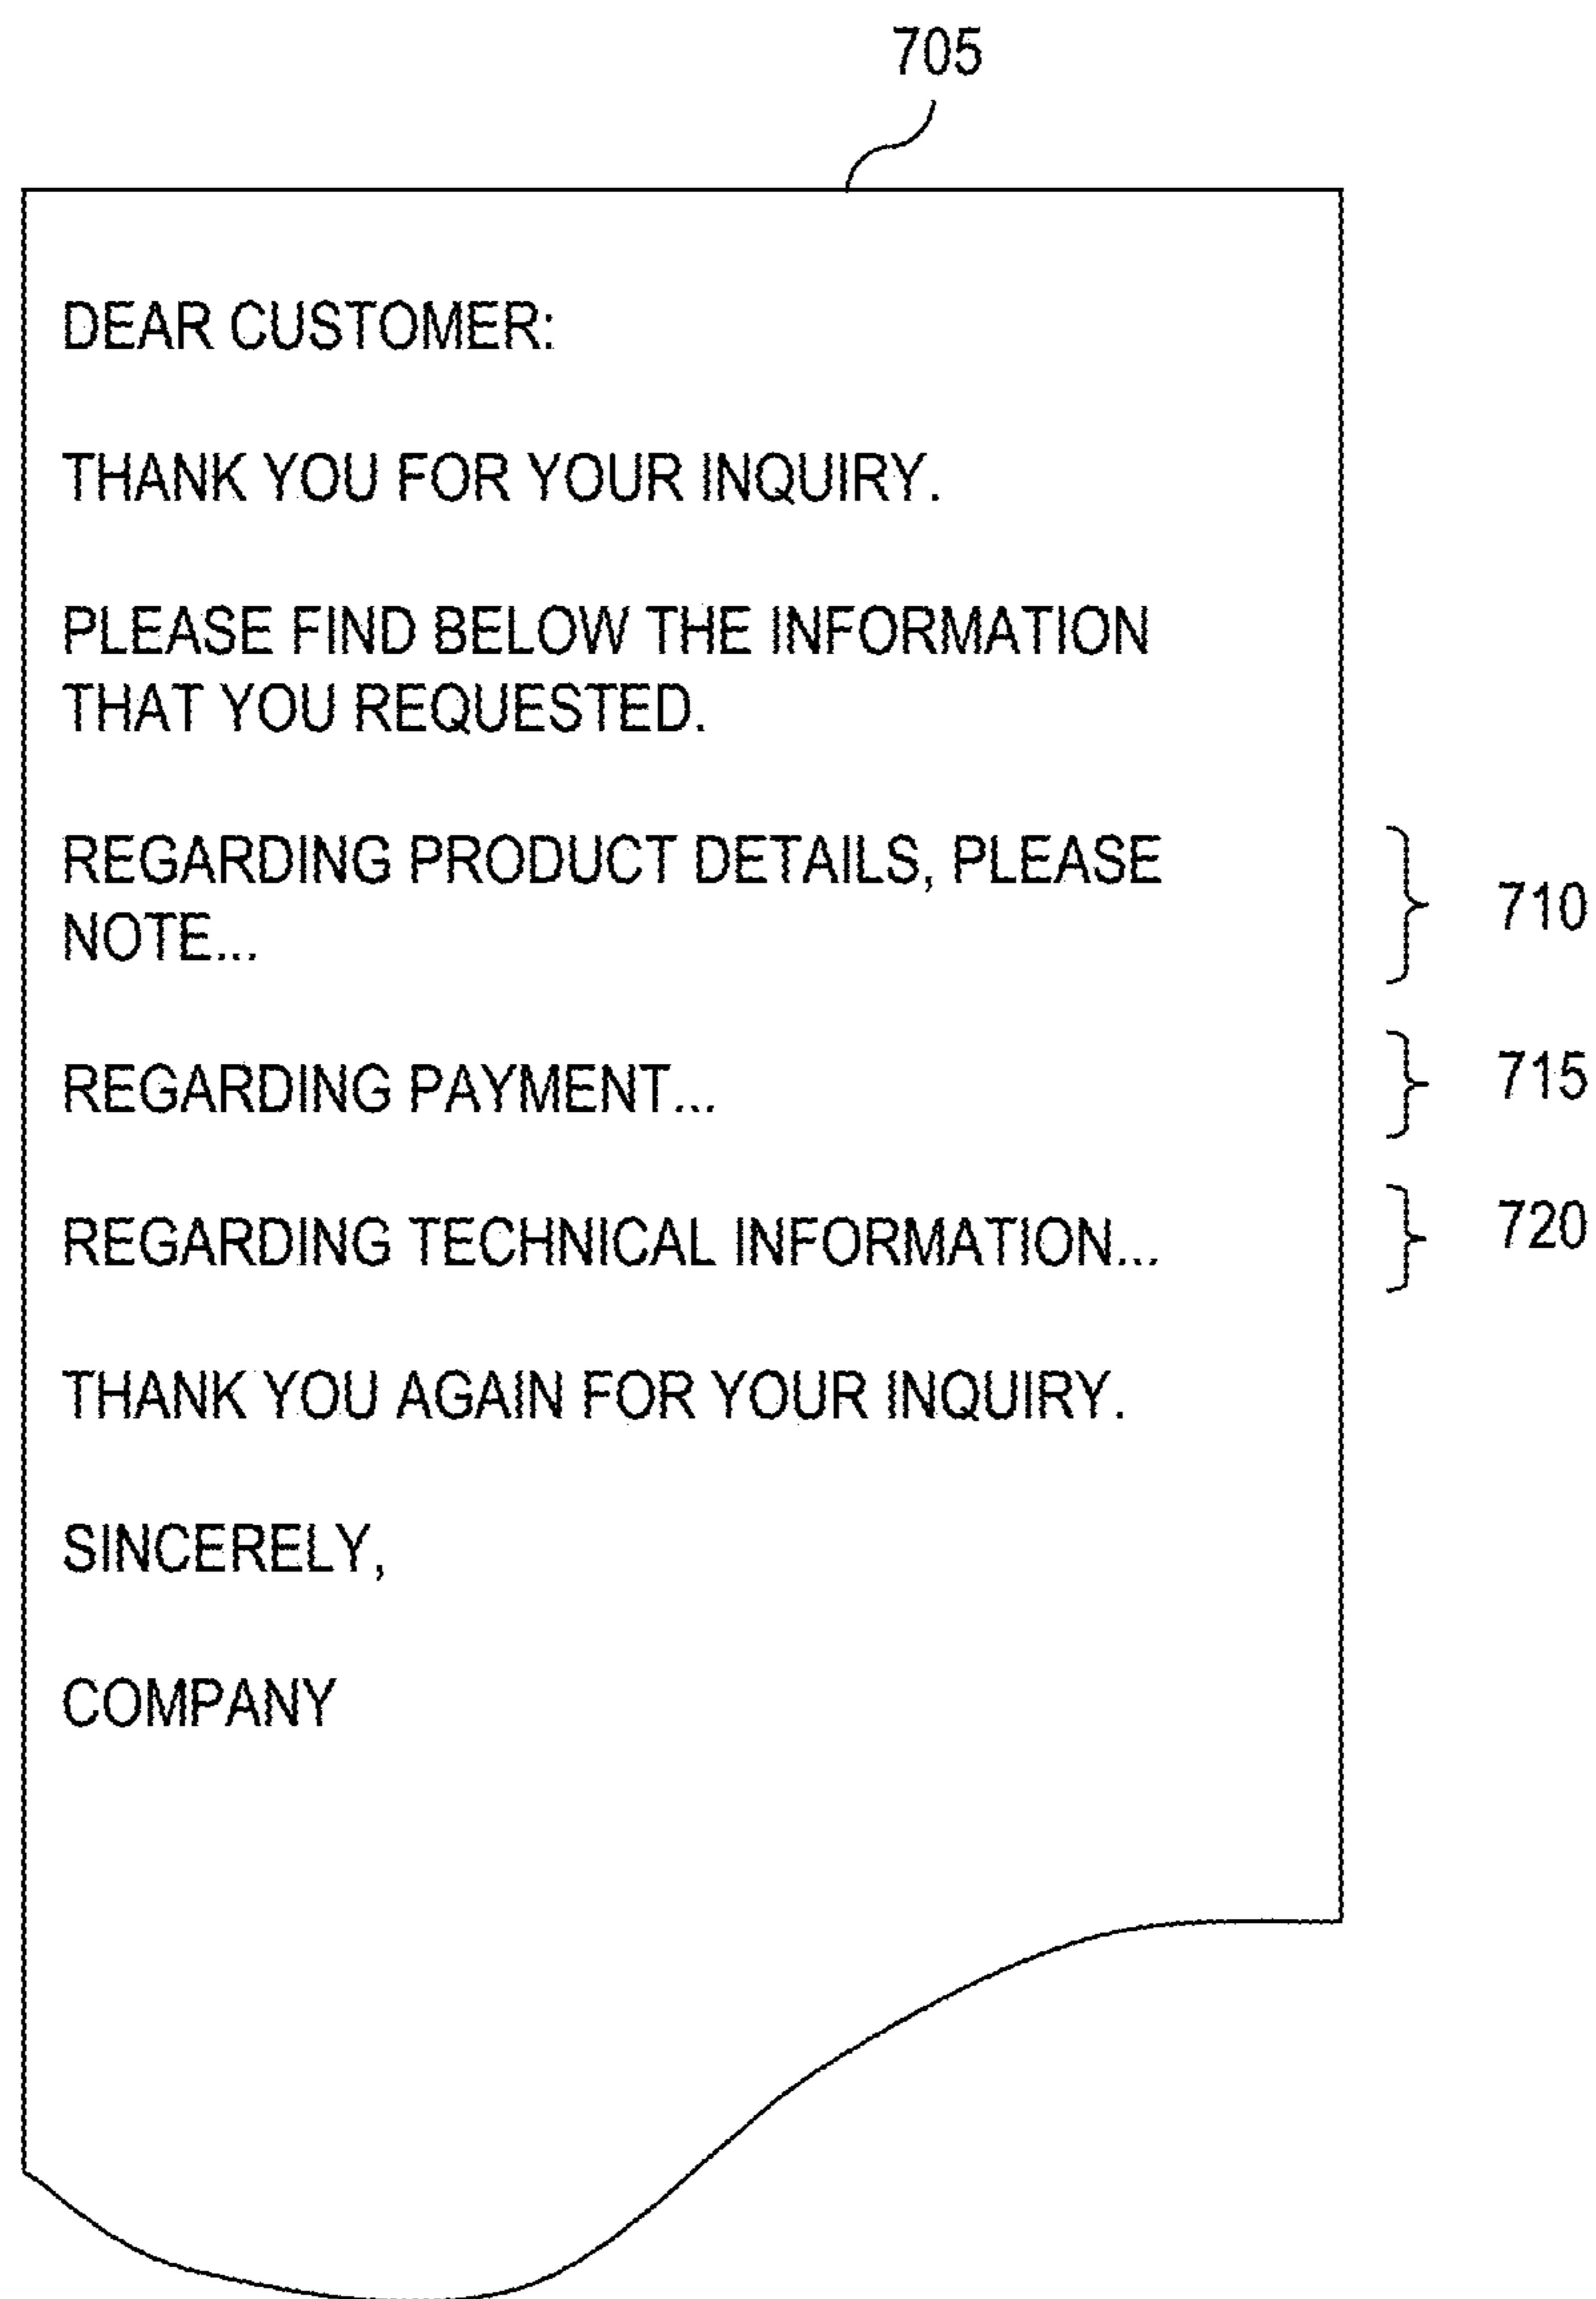 705
DEAR CUSTOMER:
THANK YOU FOR YOUR INQUIRY.
PLEASE FIND BELOW THE INFORMATION
THAT YOU REQUESTED.
REGARDING PRODUCT DETAILS, PLEASE
NOTE...
710
REGARDING PAYMENT...
715
REGARDING TECHNICAL INFORMATION...
720
THANK YOU AGAIN FOR YOUR INQUIRY.
SINCERELY,
COMPANY